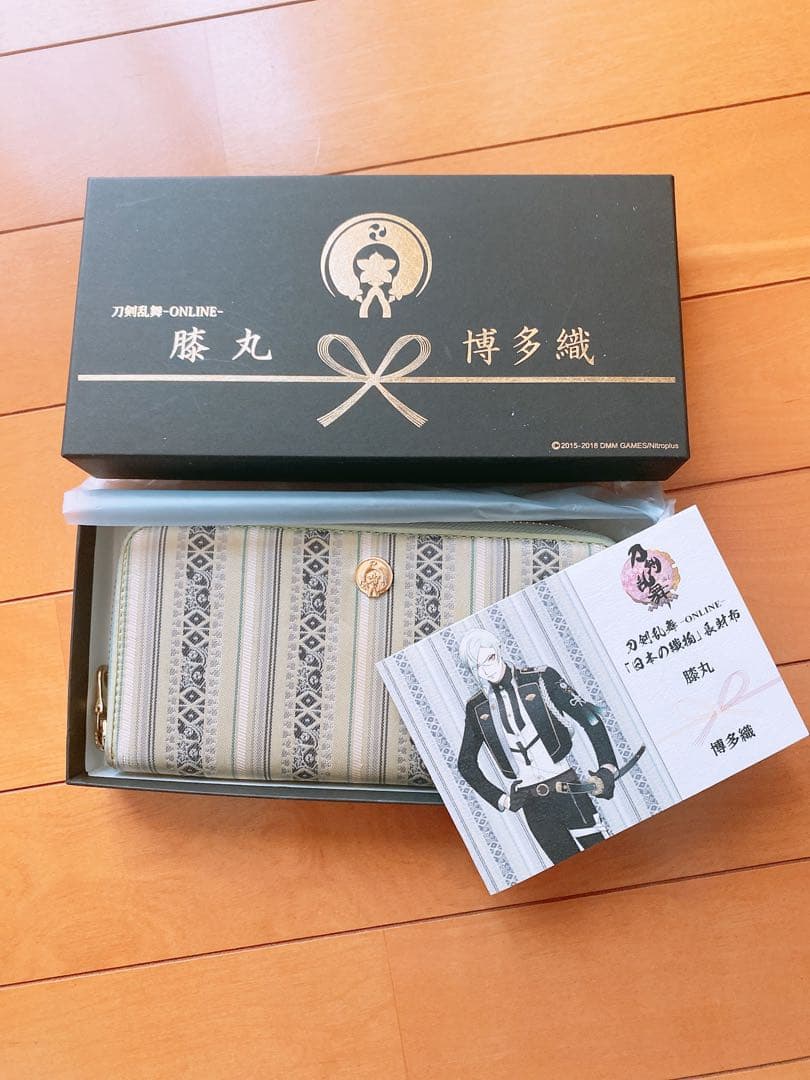 刀剣乱舞-ONLINE-
膝丸 博多織
©2015-2018 DMM GAMES/Nitroplus
刀剣乱舞
刀剣乱舞-ONLINE-
「日本の織物」長財布
膝丸
博多織